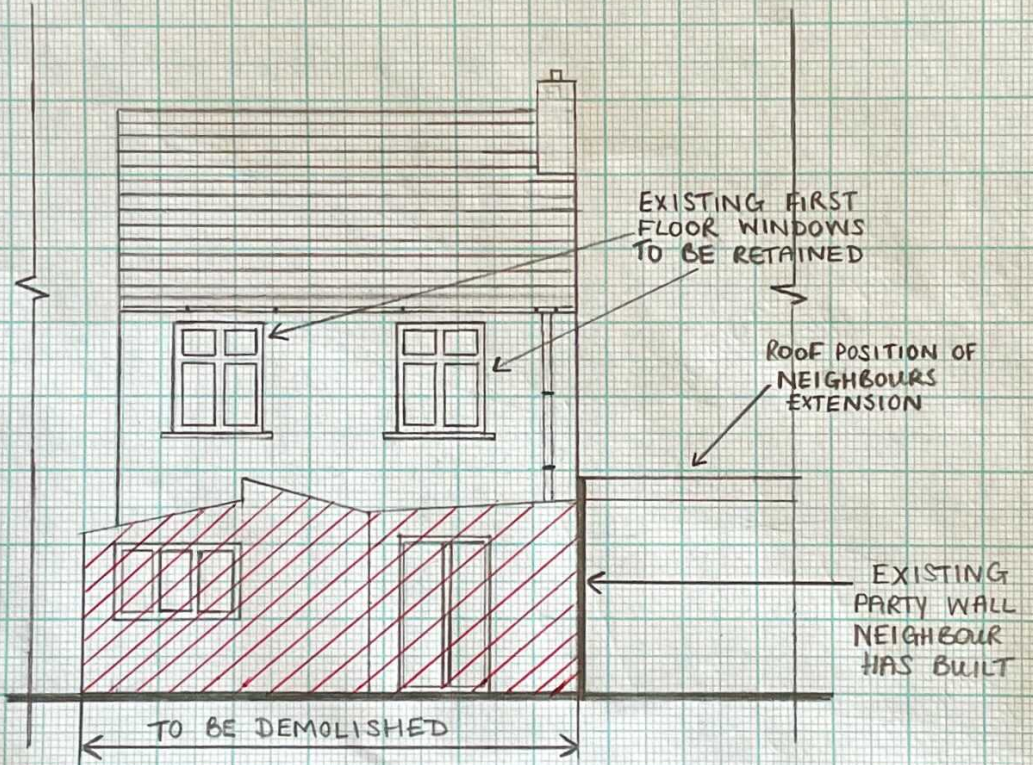 EXISTING FIRST
FLOOR WINDOWS
TO BE RETAINED
ROOF POSITION OF
NEIGHBOURS
EXTENSION
EXISTING
PARTY WALL
NEIGHBOUR
HAS BUILT
TO BE DEMOLISHED